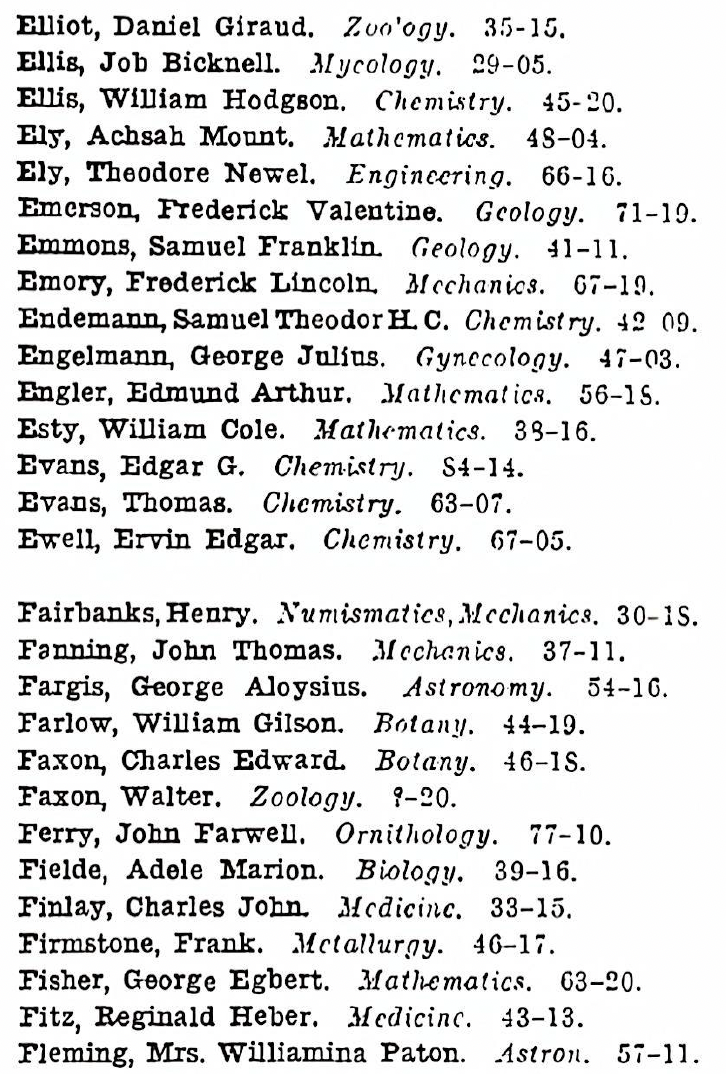 Elliot, Daniel Giraud. Zoology. 35-15.
Ellis, Job Bicknell. Mycology. 29-05.
Ellis, William Hodgson. Chemistry. 45-20.
Ely, Achsah Mount. Mathematics. 48-04.
Ely, Theodore Newel. Engineering. 66-16.
Emerson, Frederick Valentine. Geology. 71-19.
Emmons, Samuel Franklin. Geology. 41-11.
Emory, Frederick Lincoln. Mechanics. 67-19.
Endemann, Samuel Theodor H. C. Chemistry. 42 09.
Engelmann, George Julius. Gynecology. 47-03.
Engler, Edmund Arthur. Mathematics. 56-18.
Esty, William Cole. Mathematics. 38-16.
Evans, Edgar G. Chemistry. 84-14.
Evans, Thomas. Chemistry. 63-07.
Ewell, Ervin Edgar. Chemistry. 67-05.
Fairbanks, Henry. Numismatics, Mechanics. 30-18.
Fanning, John Thomas. Mechanics. 37-11.
Fargis, George Aloysius. Astronomy. 54-16.
Farlow, William Gilson. Botany. 44-19.
Faxon, Charles Edward. Botany. 46-18.
Faxon, Walter. Zoology. ?-20.
Ferry, John Farwell. Ornithology. 77-10.
Fielde, Adele Marion. Biology. 39-16.
Finlay, Charles John. Medicine. 33-15.
Firmstone, Frank. Metallurgy. 46-17.
Fisher, George Egbert. Mathematics. 63-20.
Fitz, Reginald Heber. Medicine. 43-13.
Fleming, Mrs. Williamina Paton. Astron. 57-11.